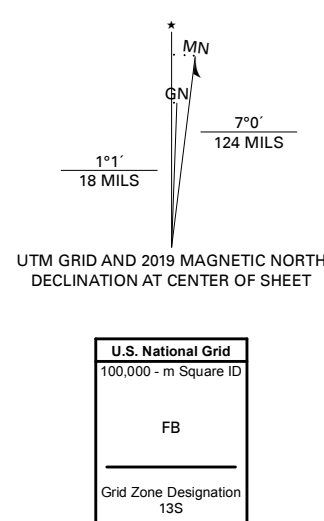 ★
MN
GN
7°0´
124 MILS
1°1´
18 MILS
UTM GRID AND 2019 MAGNETIC NORTH
DECLINATION AT CENTER OF SHEET
U.S. National Grid
100,000 - m Square ID
FB
Grid Zone Designation
13S